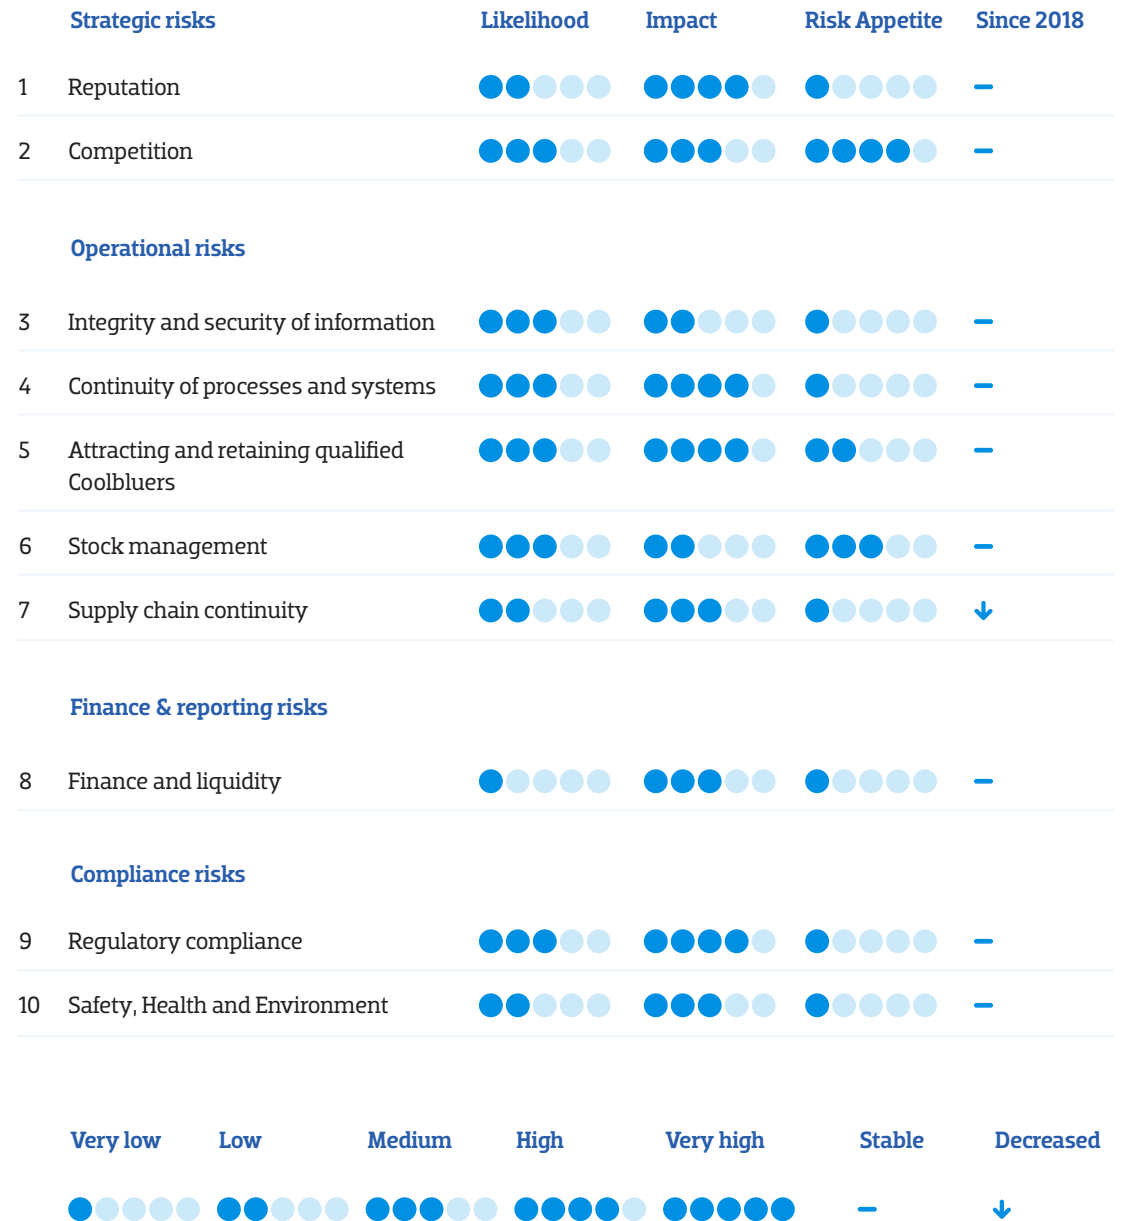 Strategic risks Likelihood Impact Risk Appetite Since 2018
1 Reputation
2 Competition
Operational risks
3 Integrity and security of information
4 Continuity of processes and systems
5 Attracting and retaining qualified
Coolbluers
6 Stock management
7 Supply chain continuity
Finance & reporting risks
8 Finance and liquidity
Compliance risks
9 Regulatory compliance
10 Safety, Health and Environment
Very low Low Medium High Very high Stable Decreased